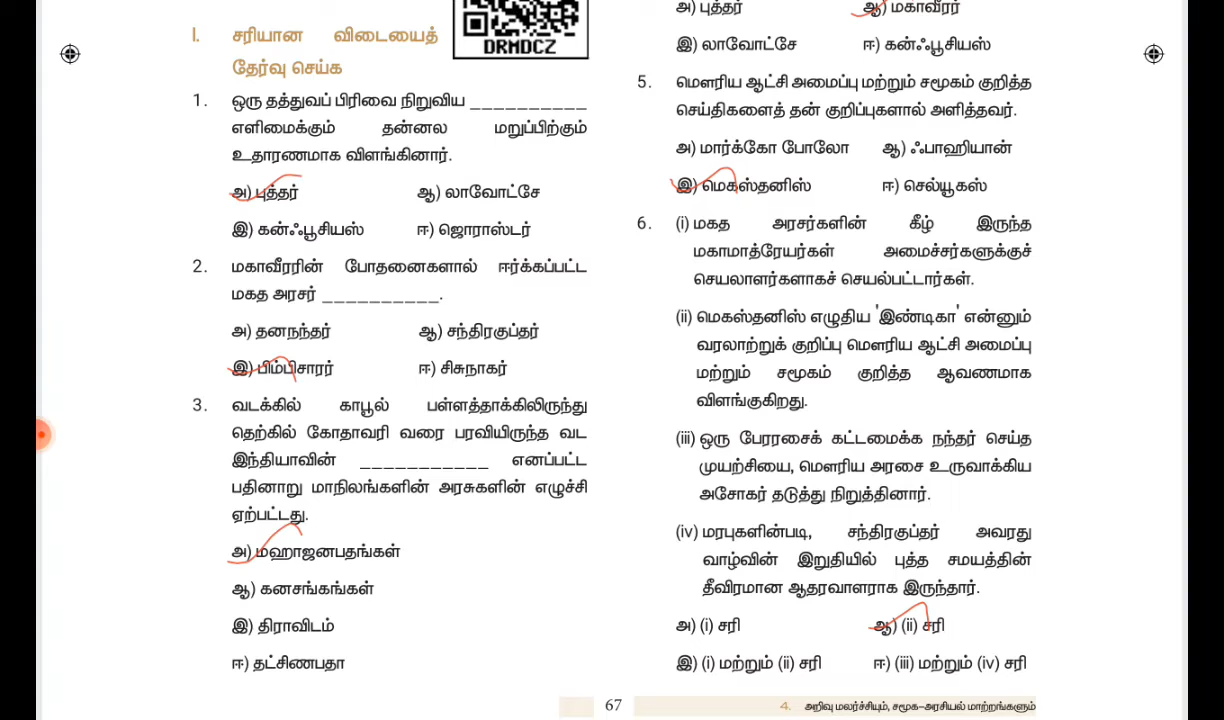 DRMDCZ
I. சரியான விடையைத்
தேர்வு செய்க
1. ஒரு தத்துவப் பிரிவை நிறுவிய __________
எளிமைக்கும் தன்னல மறுப்பிற்கும்
உதாரணமாக விளங்கினார்.
அ) புத்தர் ஆ) லாவோட்சே
இ) கன்ஃபூசியஸ் ஈ) ஜொராஸ்டர்
2. மகாவீரரின் போதனைகளால் ஈர்க்கப்பட்ட
மகத அரசர் __________.
அ) தனநந்தர் ஆ) சந்திரகுப்தர்
இ) பிம்பிசாரர் ஈ) சிசுநாகர்
3. வடக்கில் காபூல் பள்ளத்தாக்கிலிருந்து
தெற்கில் கோதாவரி வரை பரவியிருந்த வட
இந்தியாவின் ___________ எனப்பட்ட
பதினாறு மாநிலங்களின் அரசுகளின் எழுச்சி
ஏற்பட்டது.
அ) மஹாஜனபதங்கள்
ஆ) கனசங்கங்கள்
இ) திராவிடம்
ஈ) தட்சிணபதா
அ) புத்தர் ஆ) மகாவீரர்
இ) லாவோட்சே ஈ) கன்ஃபூசியஸ்
5. மௌரிய ஆட்சி அமைப்பு மற்றும் சமூகம் குறித்த
செய்திகளைத் தன் குறிப்புகளால் அளித்தவர்.
அ) மார்க்கோ போலோ ஆ) ஃபாஹியான்
இ) மெகஸ்தனிஸ் ஈ) செல்யூகஸ்
6. (i) மகத அரசர்களின் கீழ் இருந்த
மகாமாத்ரேயர்கள் அமைச்சர்களுக்குச்
செயலாளர்களாகச் செயல்பட்டார்கள்.
(ii) மெகஸ்தனிஸ் எழுதிய 'இண்டிகா' என்னும்
வரலாற்றுக் குறிப்பு மௌரிய ஆட்சி அமைப்பு
மற்றும் சமூகம் குறித்த ஆவணமாக
விளங்குகிறது.
(iii) ஒரு பேரரசைக் கட்டமைக்க நந்தர் செய்த
முயற்சியை, மௌரிய அரசை உருவாக்கிய
அசோகர் தடுத்து நிறுத்தினார்.
(iv) மரபுகளின்படி, சந்திரகுப்தர் அவரது
வாழ்வின் இறுதியில் புத்த சமயத்தின்
தீவிரமான ஆதரவாளராக இருந்தார்.
அ) (i) சரி ஆ) (ii) சரி
இ) (i) மற்றும் (ii) சரி ஈ) (iii) மற்றும் (iv) சரி
67
4. அறிவு மலர்ச்சியும், சமூக-அரசியல் மாற்றங்களும்